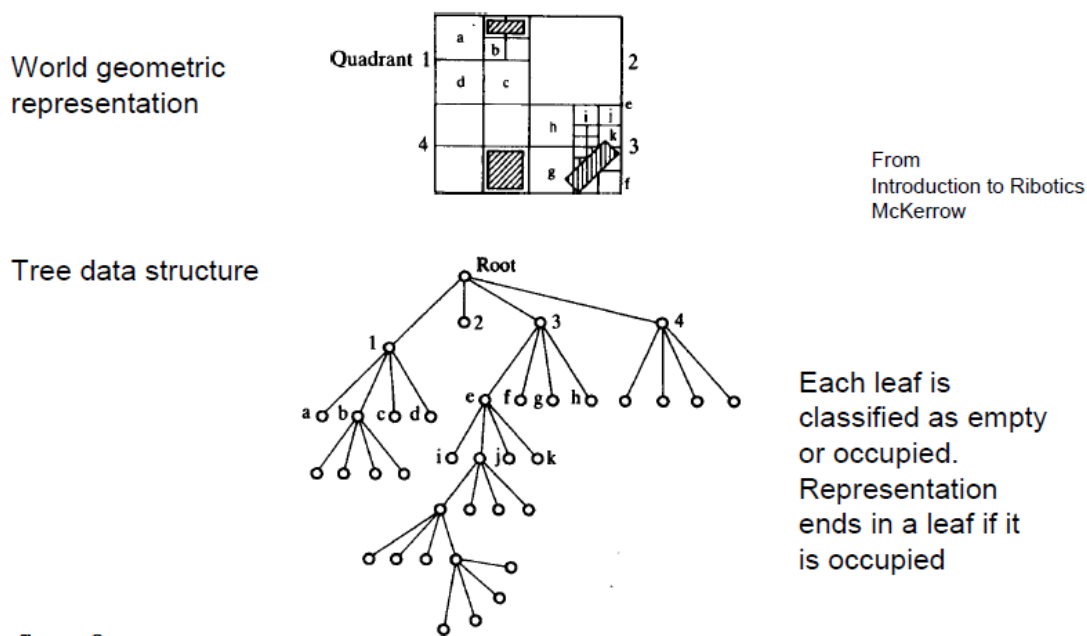 World geometric
representation
Quadrant 1
a
b
2
d
c
e
i
j
h
k
4
3
g
f
From
Introduction to Ribotics
McKerrow
Tree data structure
Root
2
3
4
1
a
b
c
d
e
f
g
h
i
j
k
Each leaf is
classified as empty
or occupied.
Representation
ends in a leaf if it
is occupied